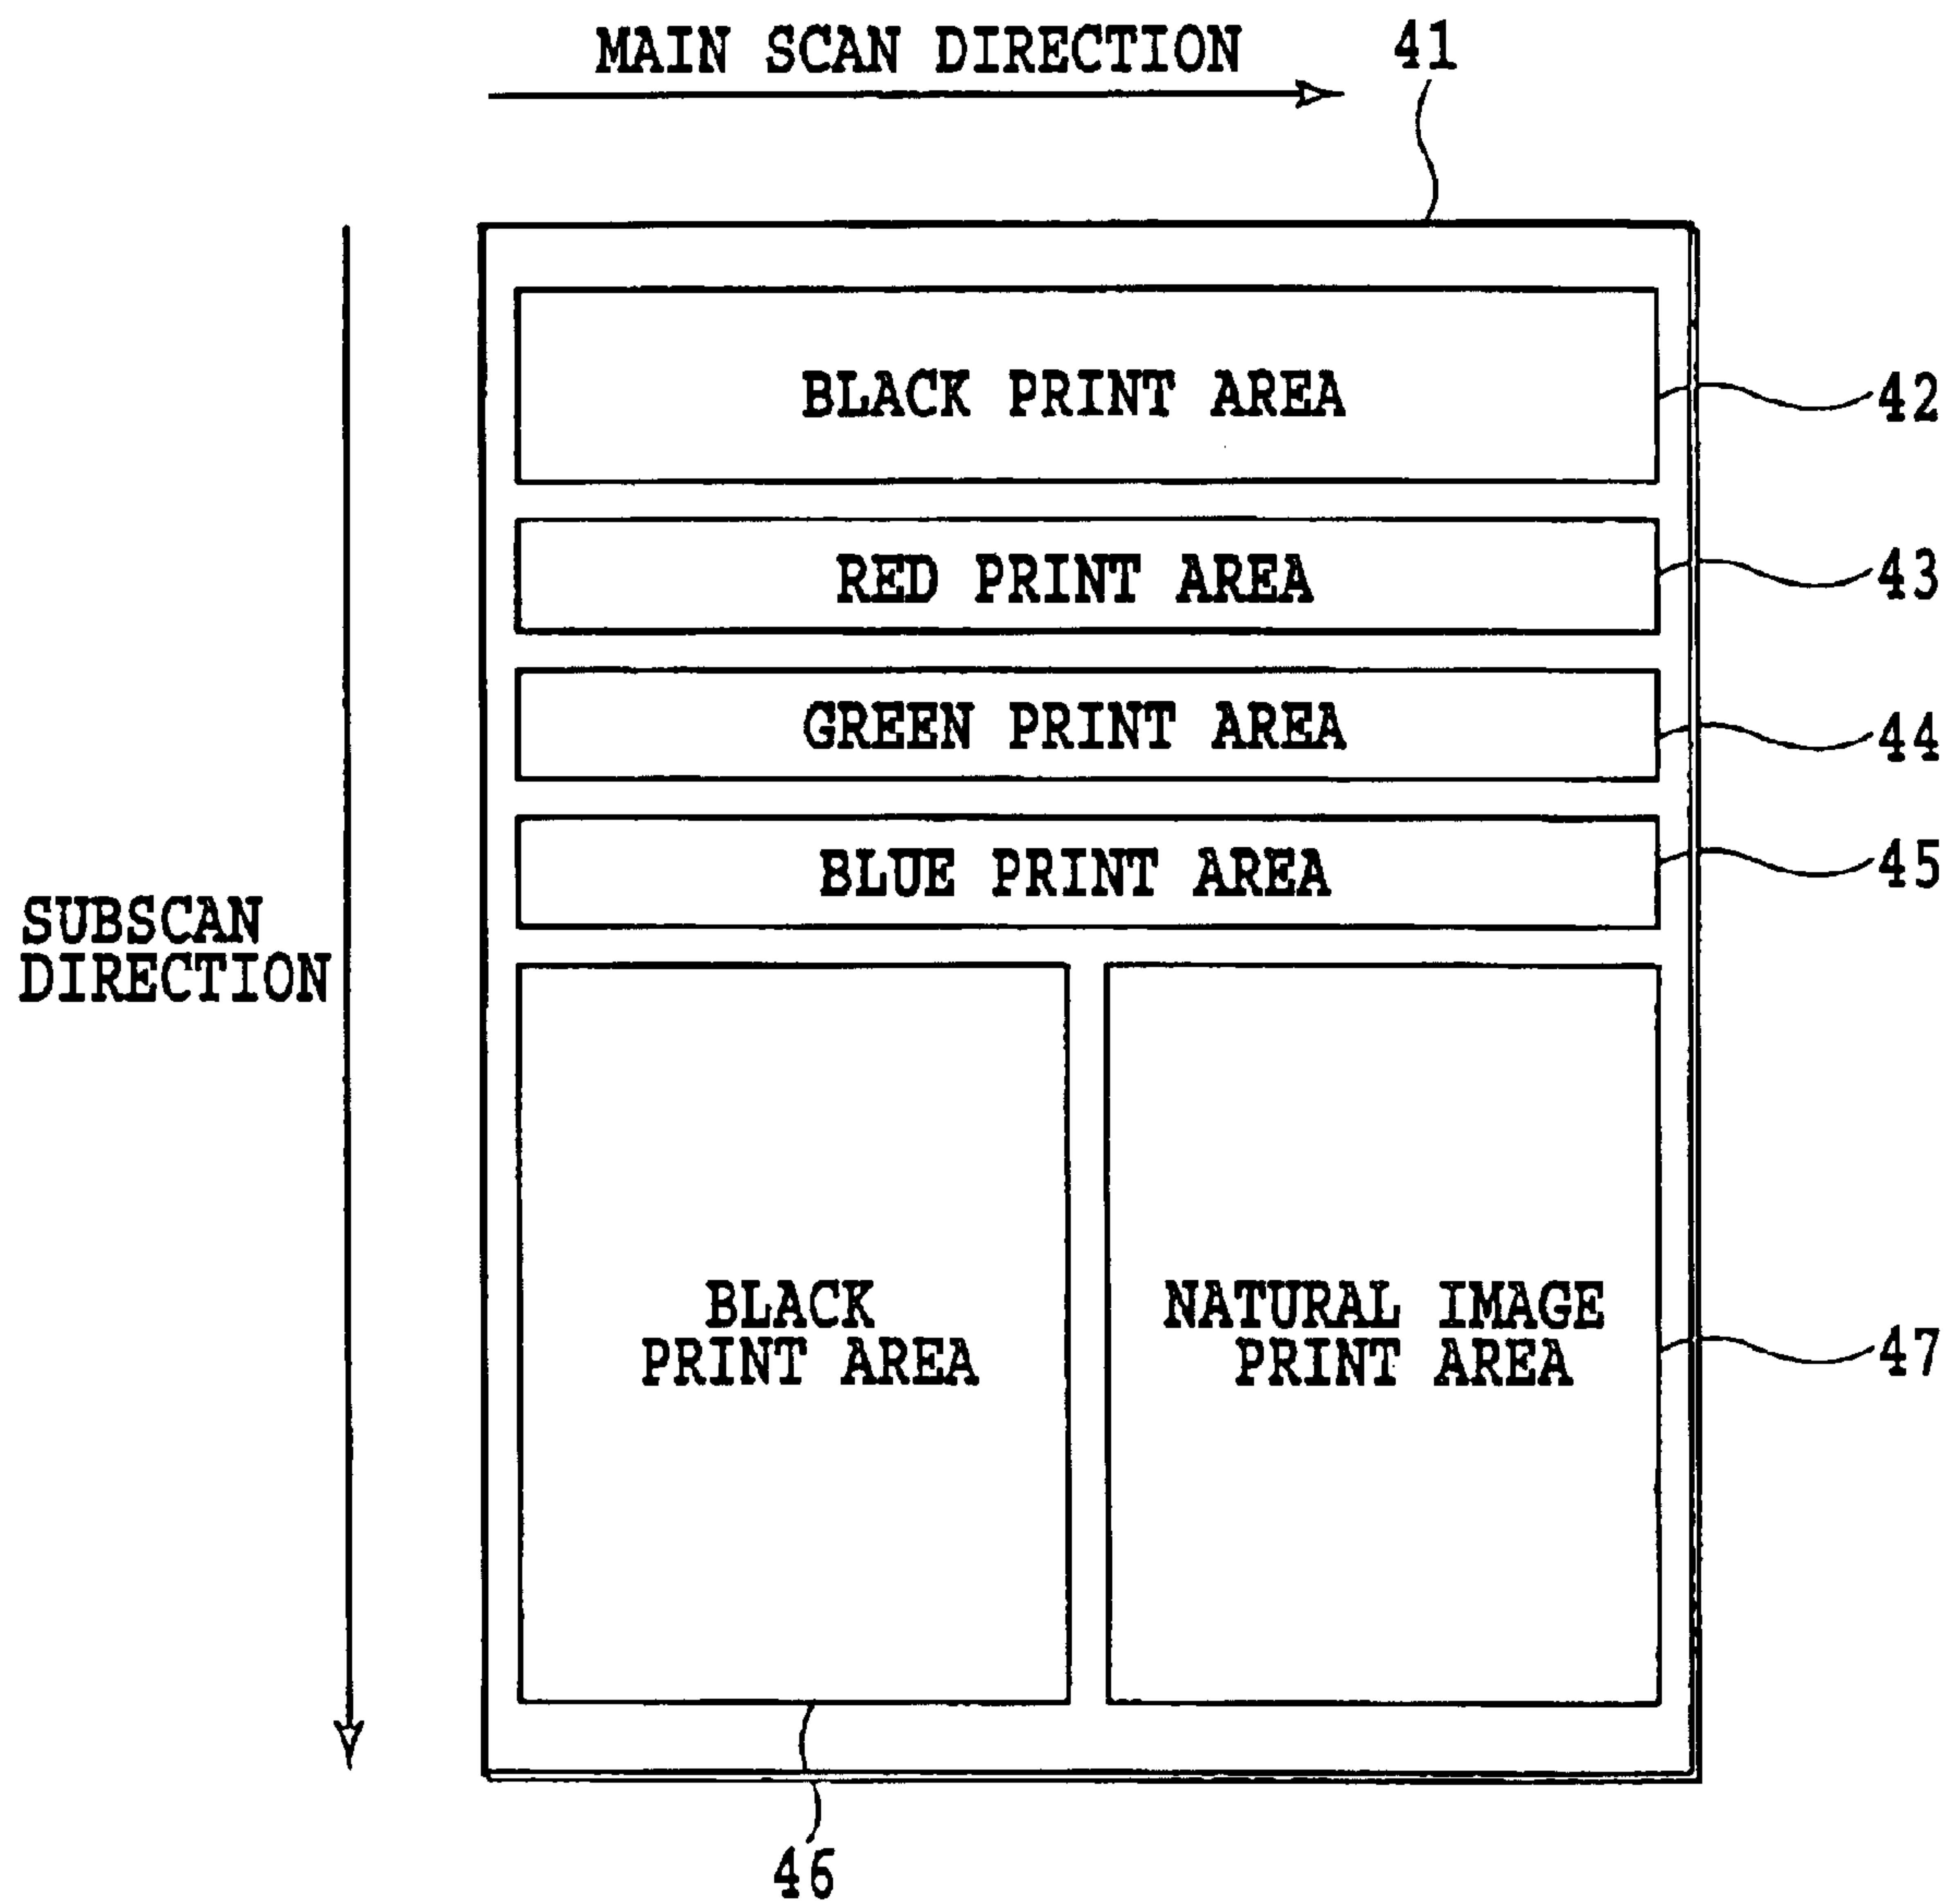 MAIN SCAN DIRECTION
41
BLACK PRINT AREA
42
RED PRINT AREA
43
GREEN PRINT AREA
44
BLUE PRINT AREA
45
SUBSCAN
DIRECTION
BLACK
PRINT AREA
NATURAL IMAGE
PRINT AREA
47
46